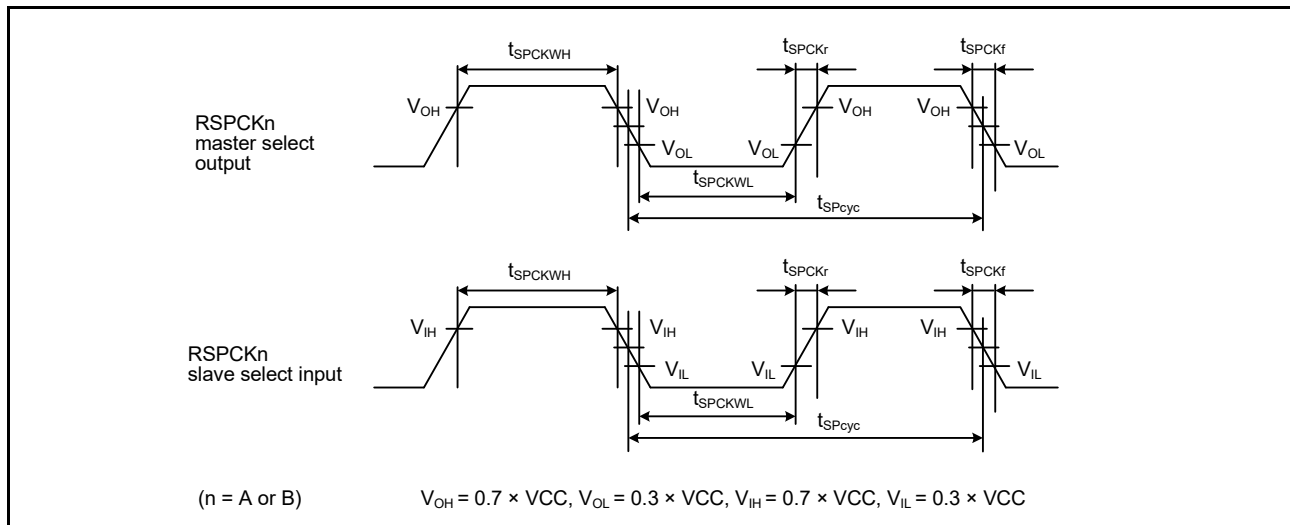 tSPCKWH tSPCKr tSPCKf
VOH VOH VOH VOH
RSPCKn
master select
output
VOL VOL VOL
tSPCKWL
tSPcyc
tSPCKWH tSPCKr tSPCKf
VIH VIH VIH VIH
RSPCKn
slave select input
VIL VIL VIL
tSPCKWL
tSPcyc
(n = A or B) VOH = 0.7 × VCC, VOL = 0.3 × VCC, VIH = 0.7 × VCC, VIL = 0.3 × VCC